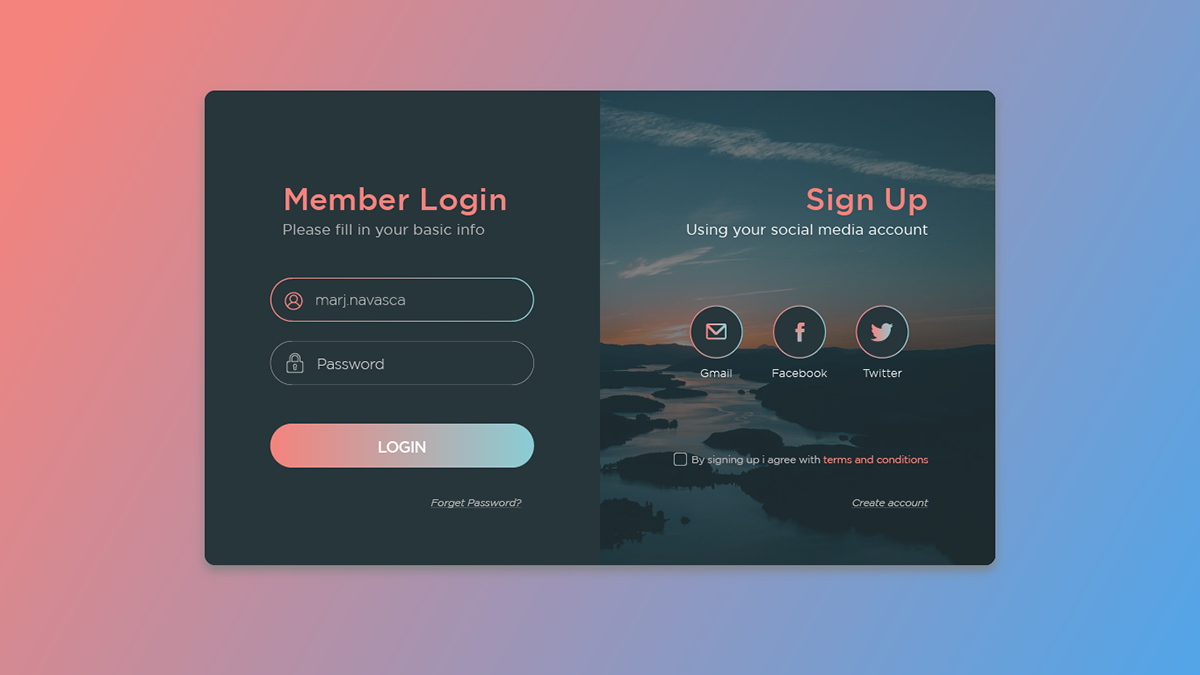 Member Login
Please fill in your basic info
marj.navasca
Password
LOGIN
Forget Password?
Sign Up
Using your social media account
Gmail
Facebook
Twitter
By signing up i agree with terms and conditions
Create account